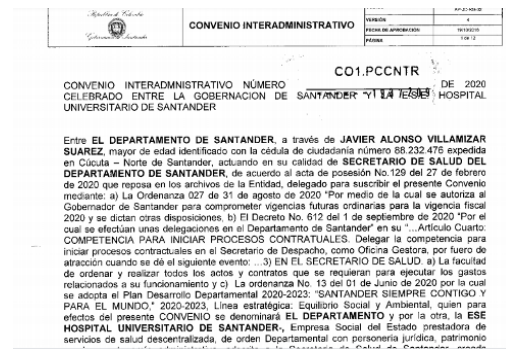 República de Colombia
Gobernación de Santander
CONVENIO INTERADMINISTRATIVO
VERSIÓN
FECHA DE APROBACIÓN
PÁGINA
1 de 12
CO1.PCCNTR
CONVENIO INTERADMINISTRATIVO NÚMERO DE 2020
CELEBRADO ENTRE LA GOBERNACION DE SANTANDER Y LA ESE HOSPITAL
UNIVERSITARIO DE SANTANDER
Entre EL DEPARTAMENTO DE SANTANDER, a través de JAVIER ALONSO VILLAMIZAR
SUAREZ, mayor de edad identificado con la cédula de ciudadanía número 88.232.476 expedida
en Cúcuta – Norte de Santander, actuando en su calidad de SECRETARIO DE SALUD DEL
DEPARTAMENTO DE SANTANDER, de acuerdo al acta de posesión No.129 del 27 de febrero
de 2020 que reposa en los archivos de la Entidad, delegado para suscribir el presente Convenio
mediante: a) La Ordenanza 027 de 31 de agosto de 2020 "Por medio de la cual se autoriza al
Gobernador de Santander para comprometer vigencias futuras ordinarias para la vigencia fiscal
2020 y se dictan otras disposiciones, b) El Decreto No. 612 del 1 de septiembre de 2020 "Por el
cual se efectúan unas delegaciones en el Departamento de Santander" en su "...Artículo Cuarto:
COMPETENCIA PARA INICIAR PROCESOS CONTRATUALES. Delegar la competencia para
iniciar procesos contractuales en el Secretario de Despacho, como Oficina Gestora, por fuero de
atracción cuando se dé el siguiente evento: ...3) EN EL SECRETARIO DE SALUD. a) La facultad
de ordenar y realizar todos los actos y contratos que se requieran para ejecutar los gastos
relacionados a su funcionamiento y c) La ordenanza No. 13 del 01 de Junio de 2020 por la cual
se adopta el Plan Desarrollo Departamental 2020-2023: "SANTANDER SIEMPRE CONTIGO Y
PARA EL MUNDO," 2020-2023, Línea estratégica: Equilibrio Social y Ambiental, quien para
efectos del presente CONVENIO se denominará EL DEPARTAMENTO y por la otra, la ESE
HOSPITAL UNIVERSITARIO DE SANTANDER-, Empresa Social del Estado prestadora de
servicios de salud descentralizada, de orden Departamental con personería jurídica, patrimonio